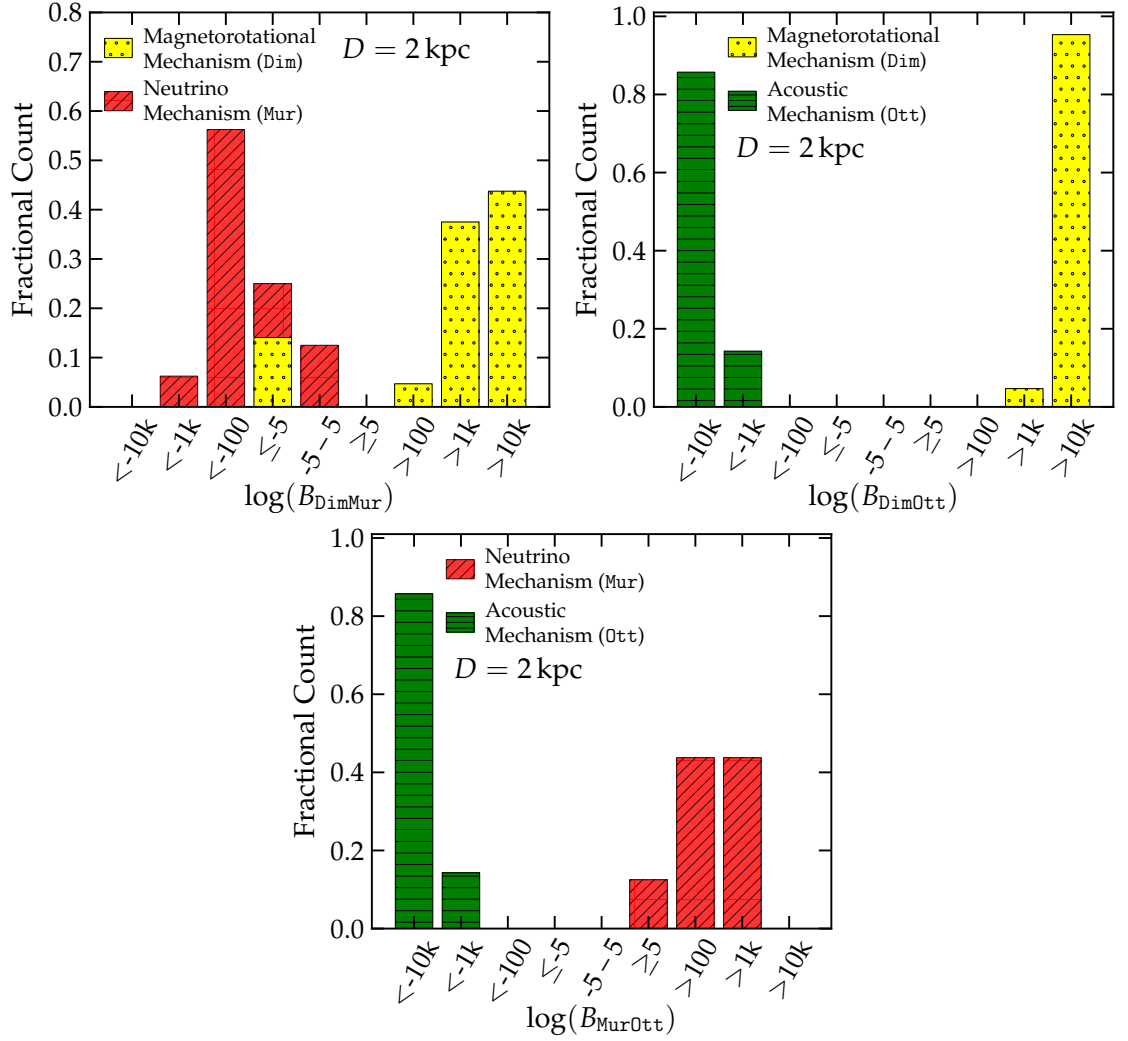 0.8
0.7
0.6
0.5
0.4
0.3
0.2
0.1
0.0
Fractional Count
Magnetorotational
Mechanism (Dim)
Neutrino
Mechanism (Mur)
D = 2 kpc
<-10k
<-1k
<-100
≤-5
-5 – 5
≥5
>100
>1k
>10k
log(B_DimMur)
1.0
0.8
0.6
0.4
0.2
0.0
Fractional Count
Magnetorotational
Mechanism (Dim)
Acoustic
Mechanism (Ott)
D = 2 kpc
<-10k
<-1k
<-100
≤-5
-5 – 5
≥5
>100
>1k
>10k
log(B_DimOtt)
1.0
0.8
0.6
0.4
0.2
0.0
Fractional Count
Neutrino
Mechanism (Mur)
Acoustic
Mechanism (Ott)
D = 2 kpc
<-10k
<-1k
<-100
≤-5
-5 – 5
≥5
>100
>1k
>10k
log(B_MurOtt)